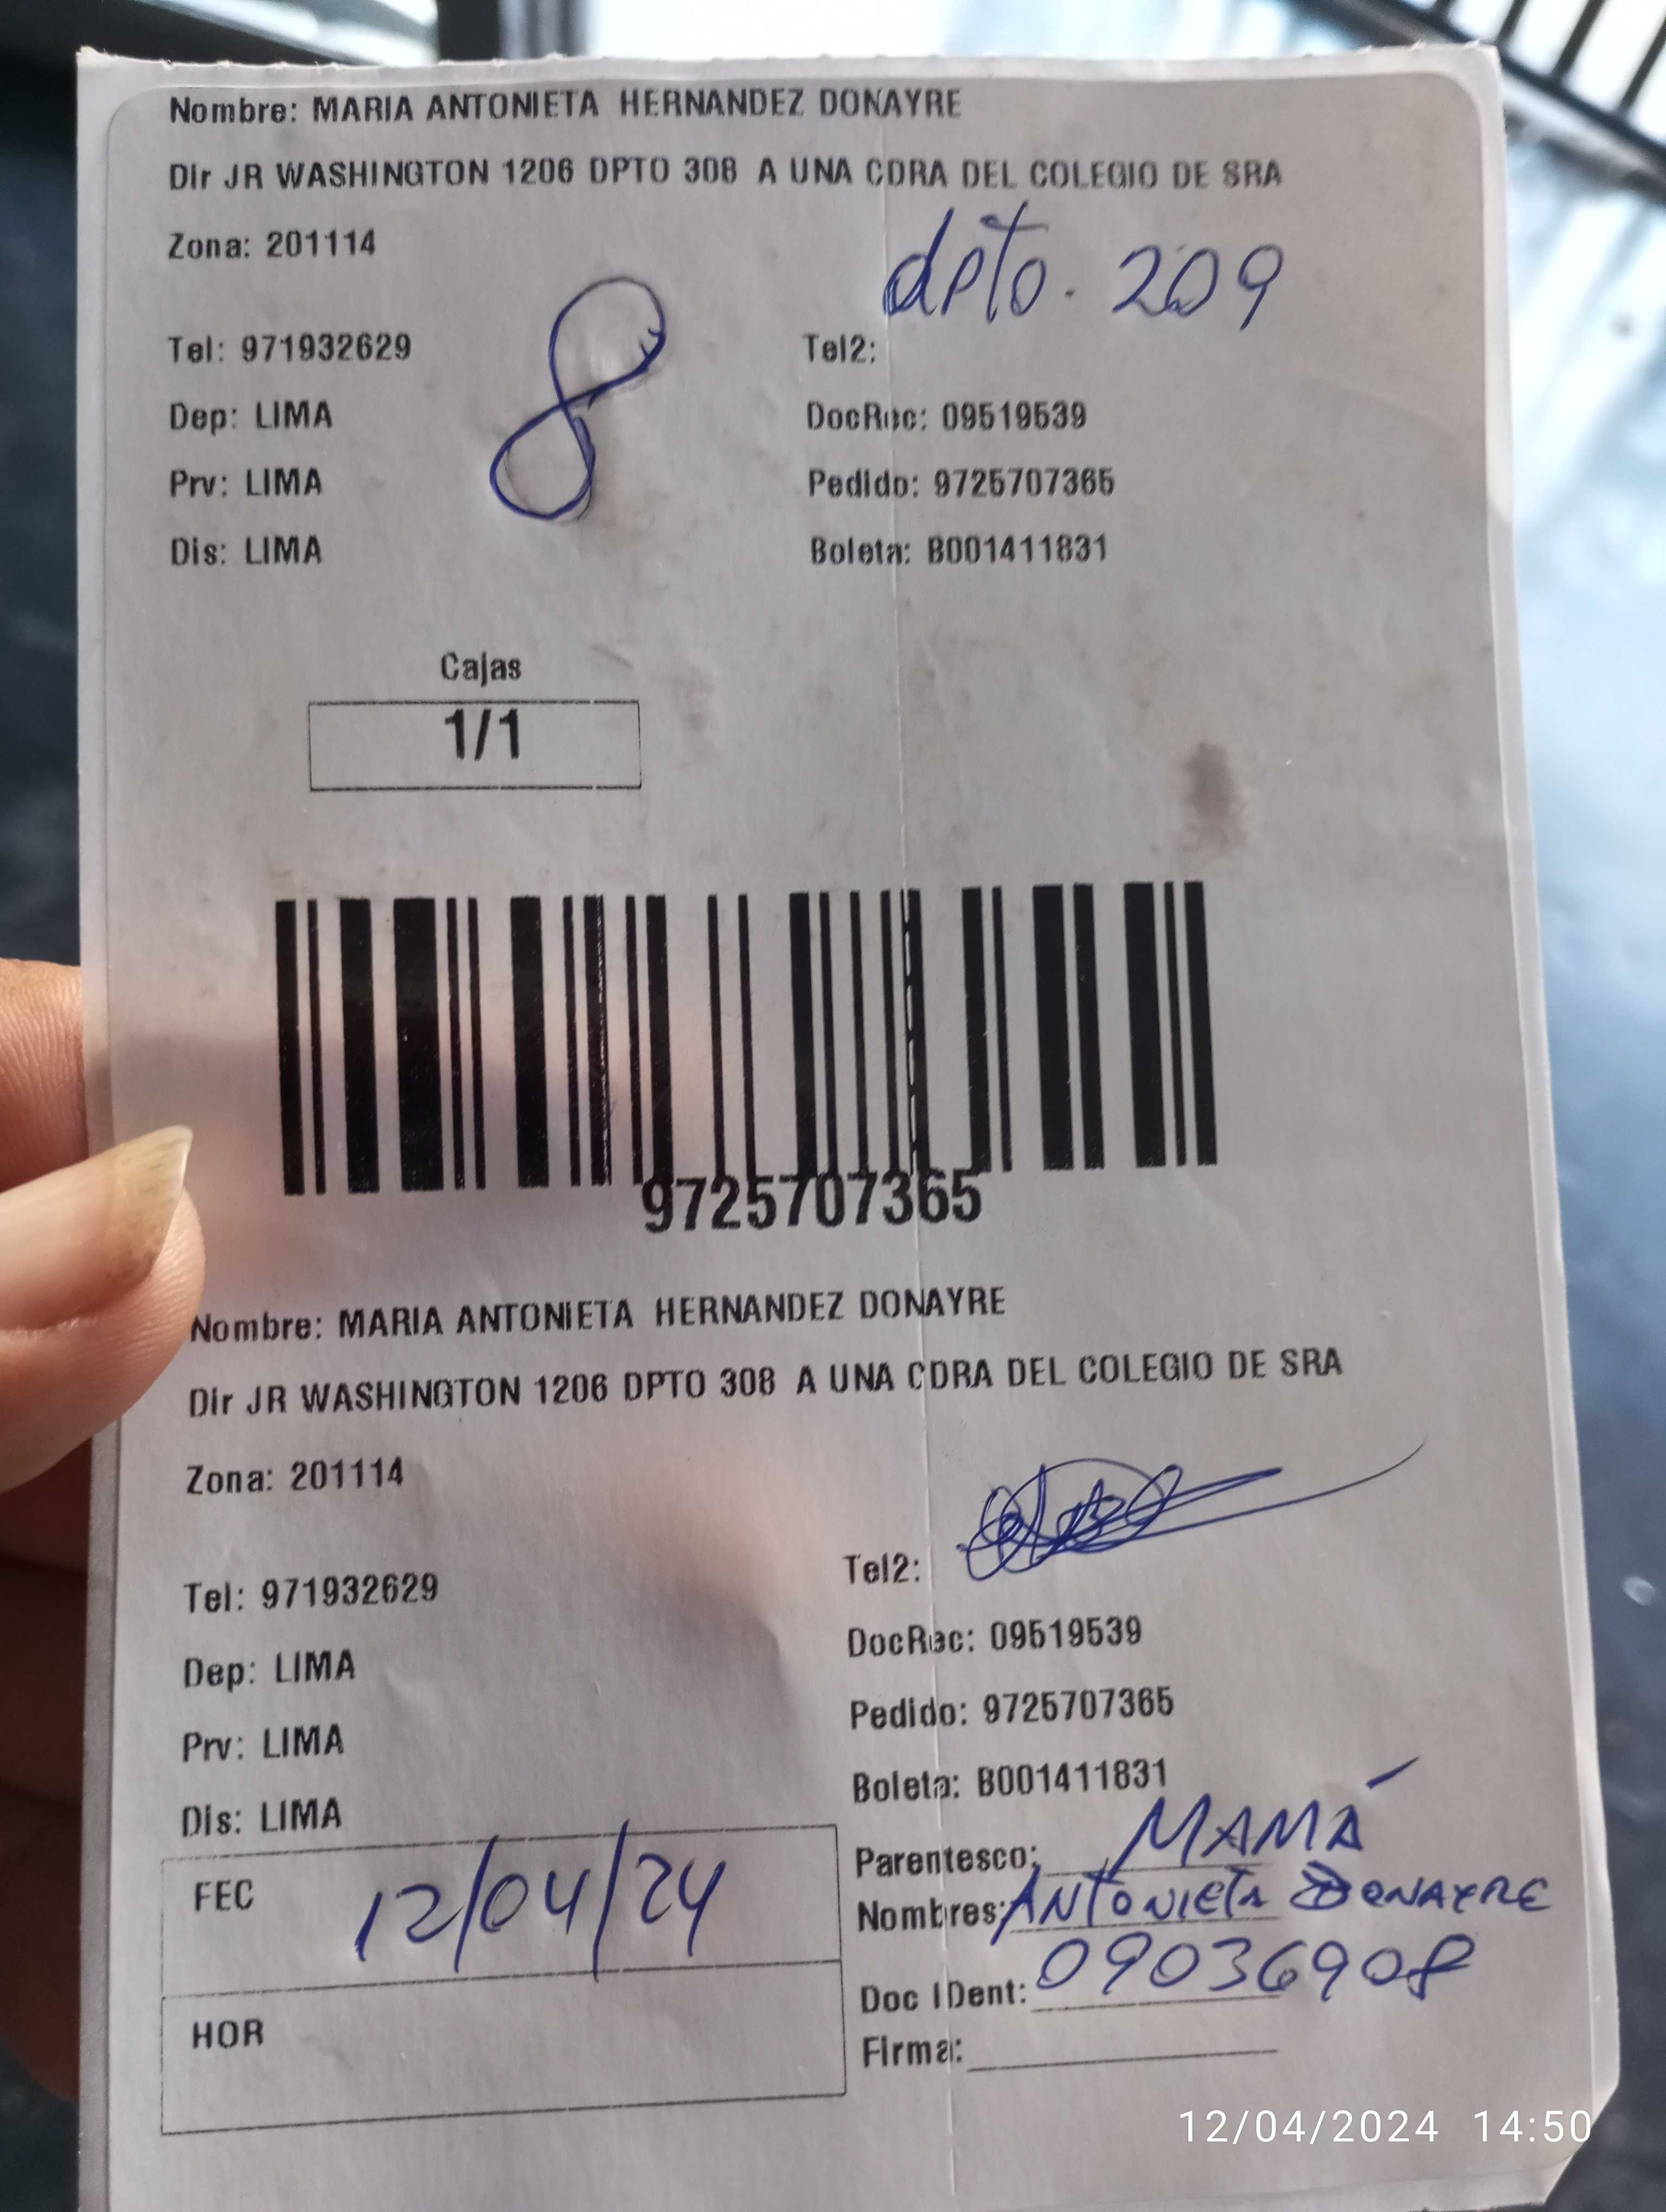 Nombre: MARIA ANTONIETA HERNANDEZ DONAYRE
Dir JR WASHINGTON 1206 DPTO 308 A UNA CDRA DEL COLEGIO DE SRA
Zona: 201114
dpto. 209
8
Tel: 971932629 Tel2:
Dep: LIMA DocRec: 09519539
Prv: LIMA Pedido: 9725707365
Dis: LIMA Boleta: B001411831
Cajas
1/1
9725707365
Nombre: MARIA ANTONIETA HERNANDEZ DONAYRE
Dir JR WASHINGTON 1206 DPTO 308 A UNA CDRA DEL COLEGIO DE SRA
Zona: 201114
Tel: 971932629 Tel2:
Dep: LIMA DocRec: 09519539
Prv: LIMA Pedido: 9725707365
Dis: LIMA Boleta: B001411831
FEC 12/04/24
HOR
Parentesco: MAMÁ
Nombres: ANTONIETA DONAYRE
Doc IDent: 09036908
Firma:
12/04/2024 14:50